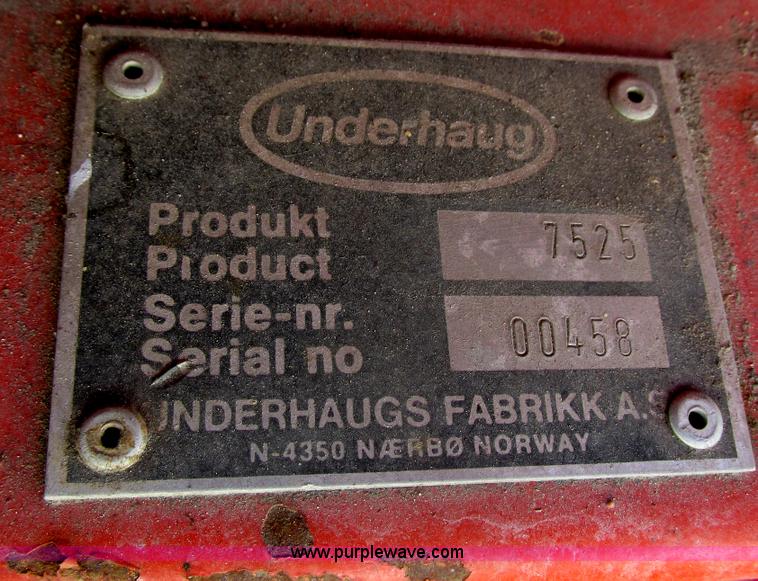 Underhaug
Produkt
Product 7525
Serie-nr.
Serial no 00458
UNDERHAUGS FABRIKK A.S
N-4350 NÆRBØ NORWAY
www.purplewave.com